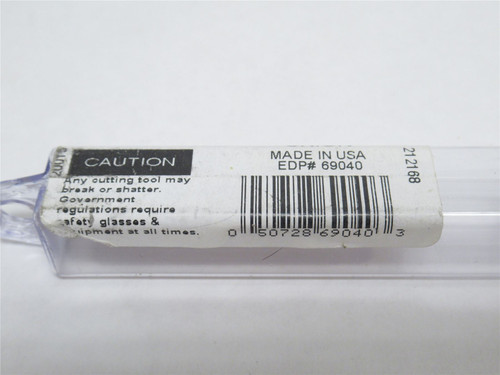 CAUTION
Any cutting tool may
break or shatter.
Government
regulations require
safety glasses &
equipment at all times.
MADE IN USA
EDP# 69040
0 50728 69040 3
212168